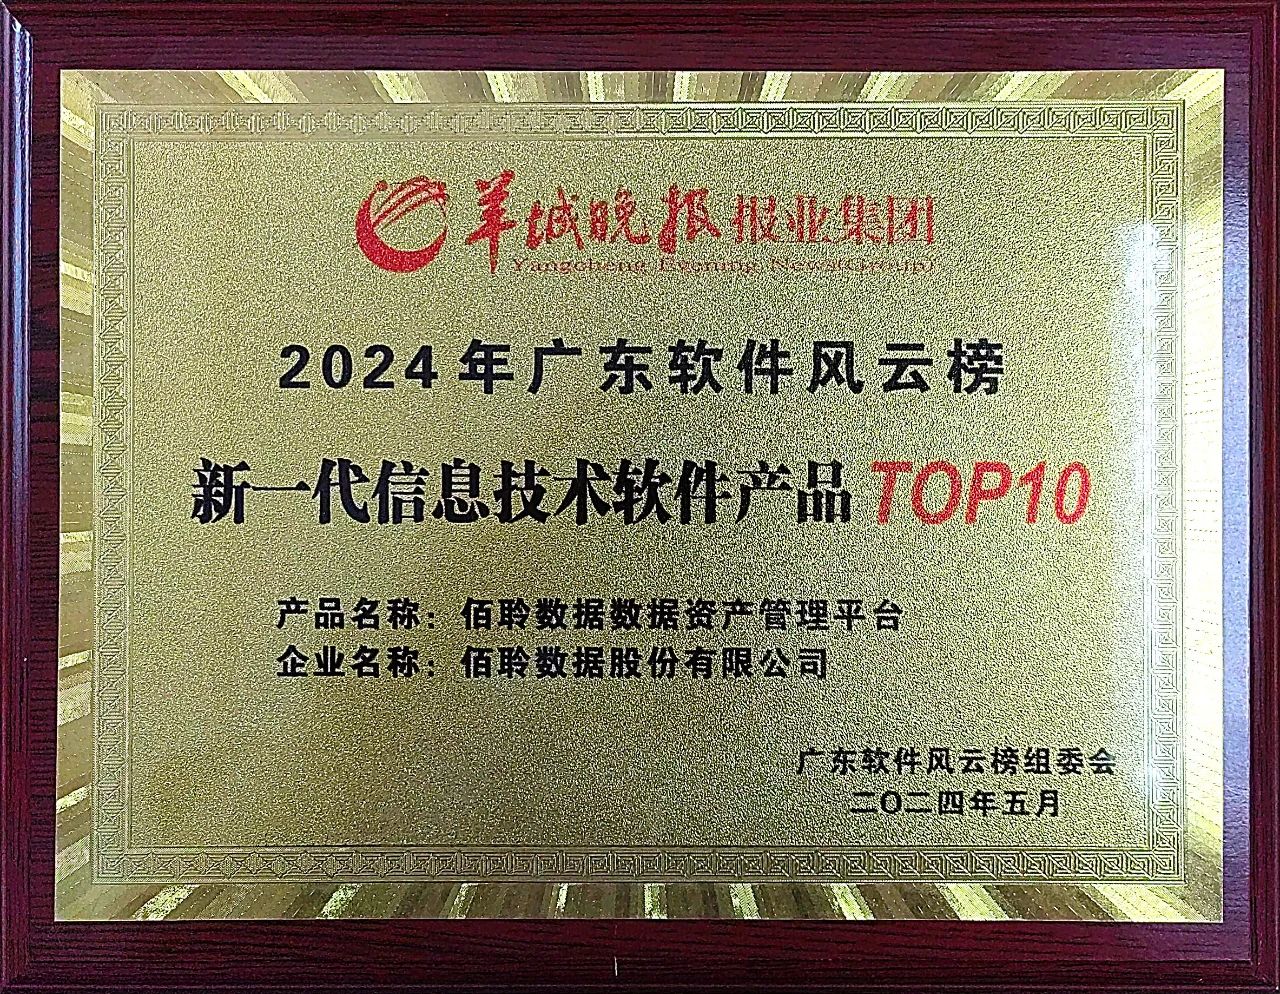 羊城晚报报业集团
Yangcheng Evening News(Group)
2024年广东软件风云榜
新一代信息技术软件产品TOP10
产品名称：佰聆数据数据资产管理平台
企业名称：佰聆数据股份有限公司
广东软件风云榜组委会
二〇二四年五月